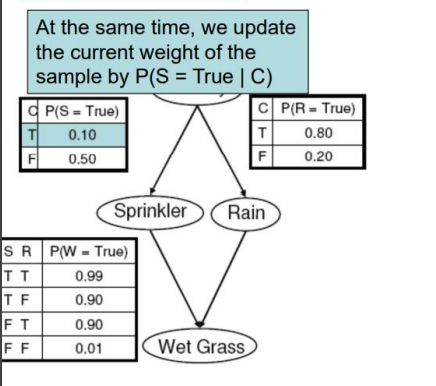 At the same time, we update
the current weight of the
sample by P(S = True | C)
C P(S = True)
T 0.10
F 0.50
C P(R = True)
T 0.80
F 0.20
Sprinkler
Rain
S R P(W = True)
T T 0.99
T F 0.90
F T 0.90
F F 0.01
Wet Grass